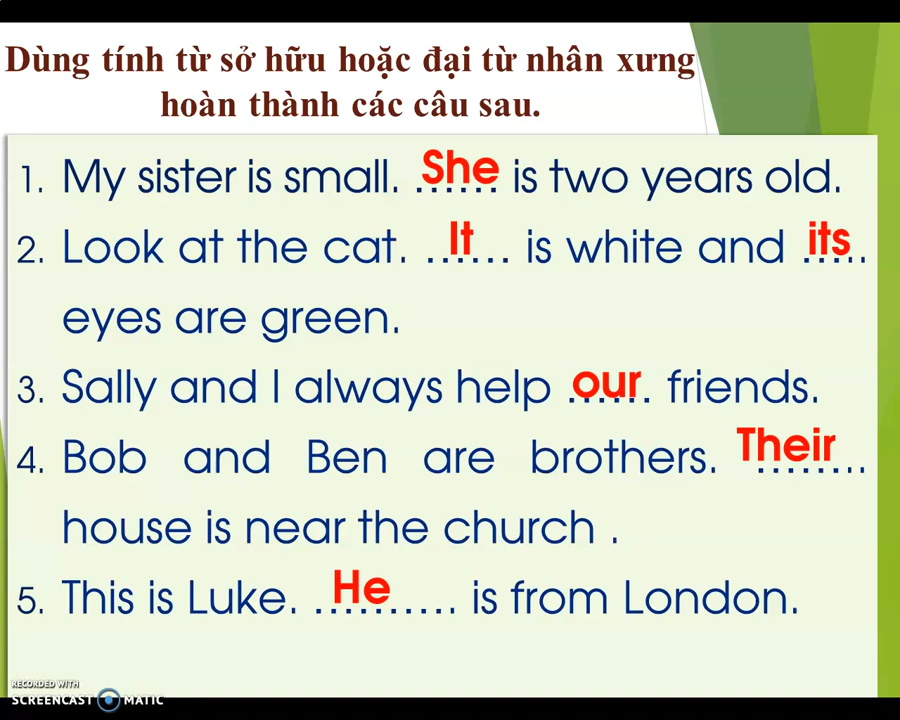 Dùng tính từ sở hữu hoặc đại từ nhân xưng
hoàn thành các câu sau.
1. My sister is small. ...She... is two years old.
2. Look at the cat. ...It... is white and ..its...
eyes are green.
3. Sally and I always help ..our.. friends.
4. Bob and Ben are brothers. Their........
house is near the church .
5. This is Luke. ...He....... is from London.
RECORDED WITH
SCREENCAST MATIC